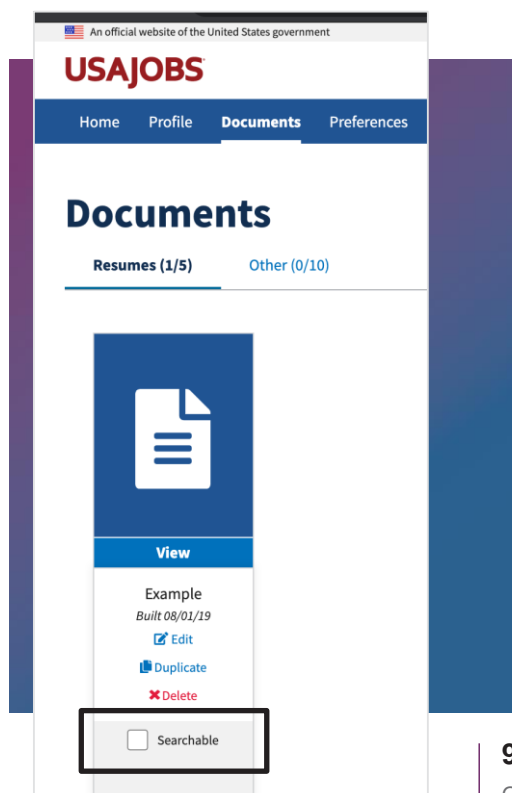 An official website of the United States government
USAJOBS
Home Profile Documents Preferences
Documents
Resumes (1/5) Other (0/10)
View
Example
Built 08/01/19
Edit
Duplicate
Delete
Searchable
9